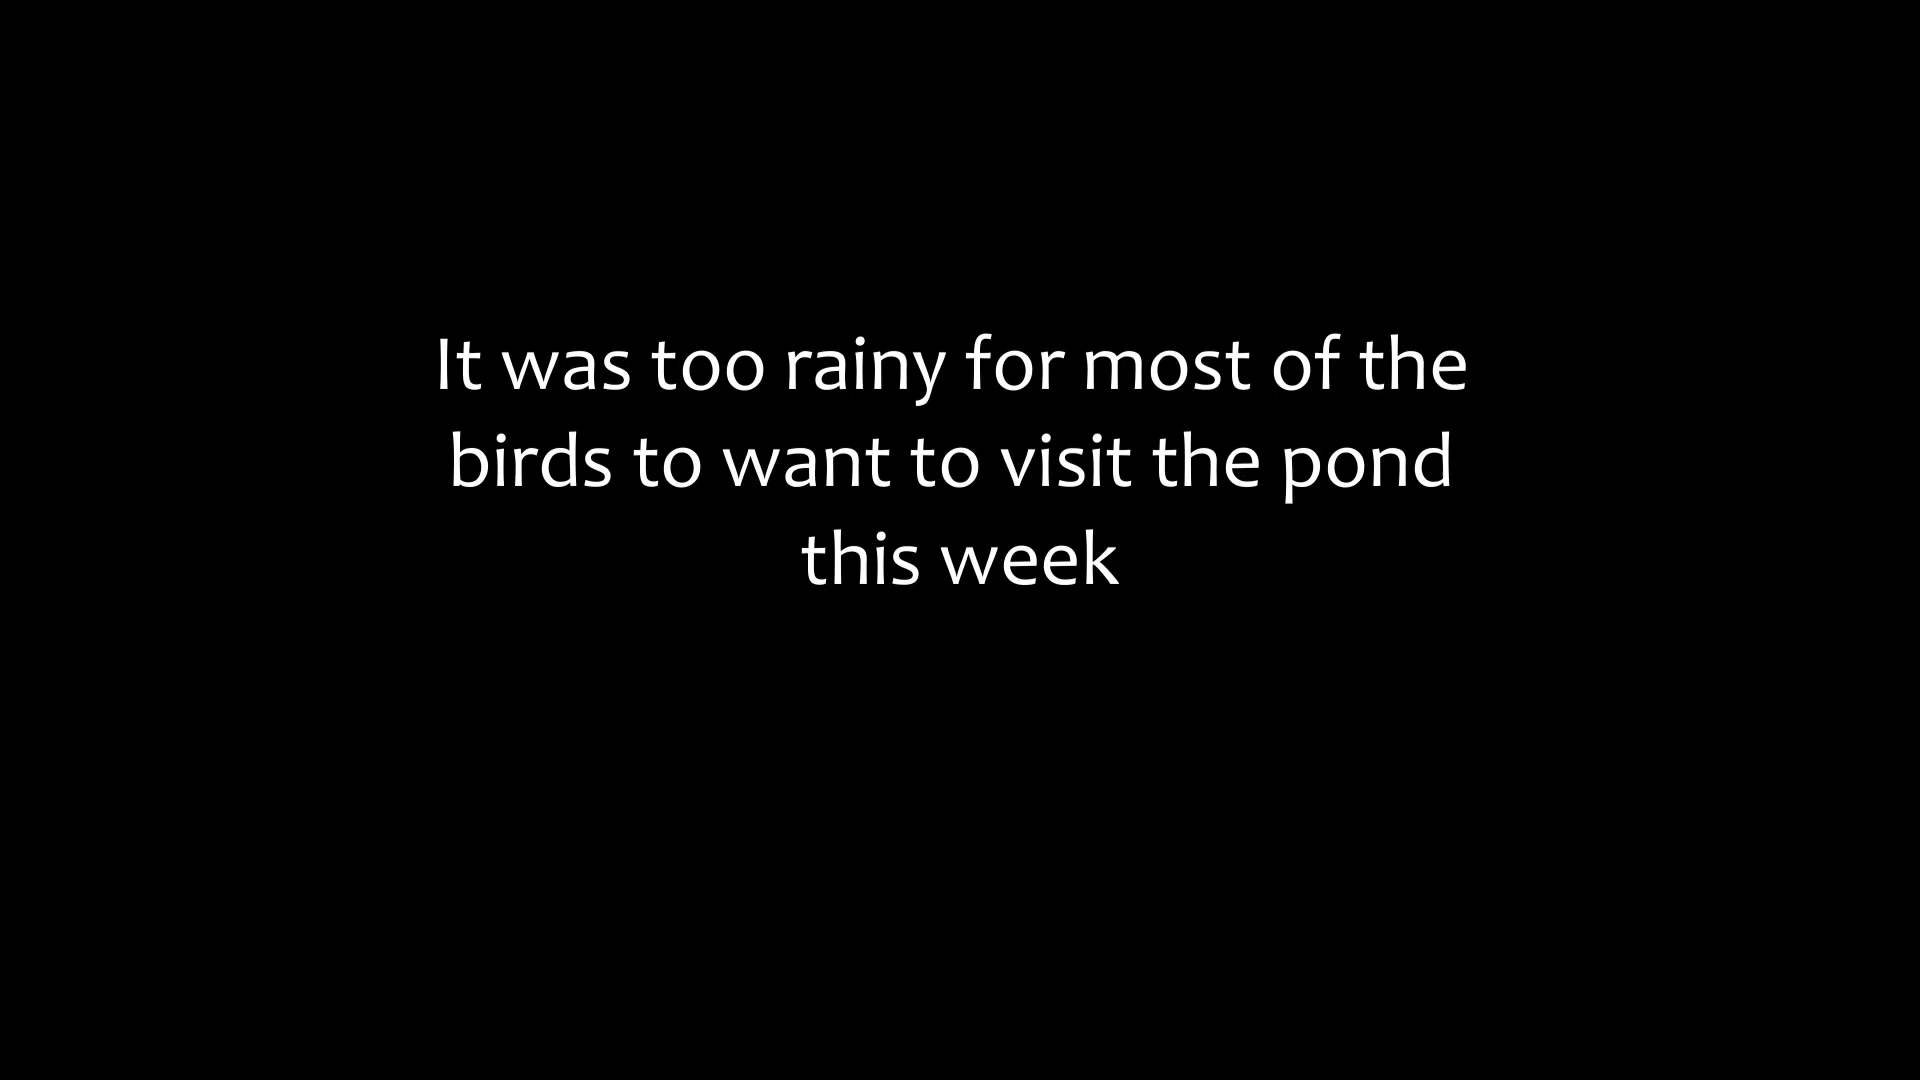 It was too rainy for most of the
birds to want to visit the pond
this week